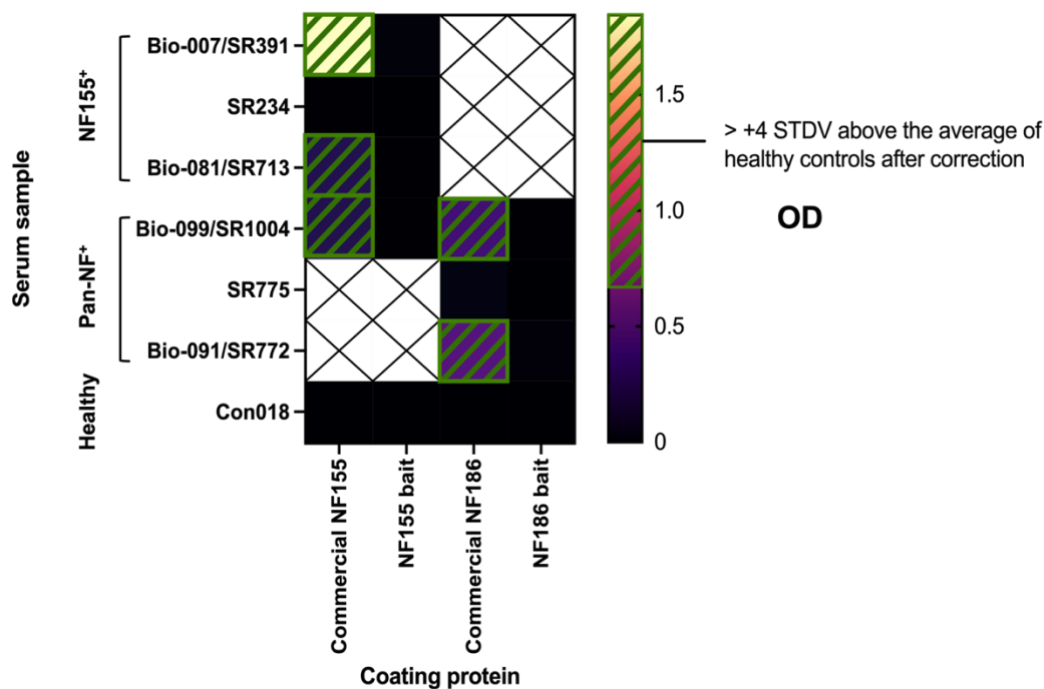 Serum sample
NF155⁺
Pan-NF⁺
Healthy
Bio-007/SR391
SR234
Bio-081/SR713
Bio-099/SR1004
SR775
Bio-091/SR772
Con018
Commercial NF155
NF155 bait
Commercial NF186
NF186 bait
Coating protein
1.5
1.0
0.5
0
> +4 STDV above the average of
healthy controls after correction
OD